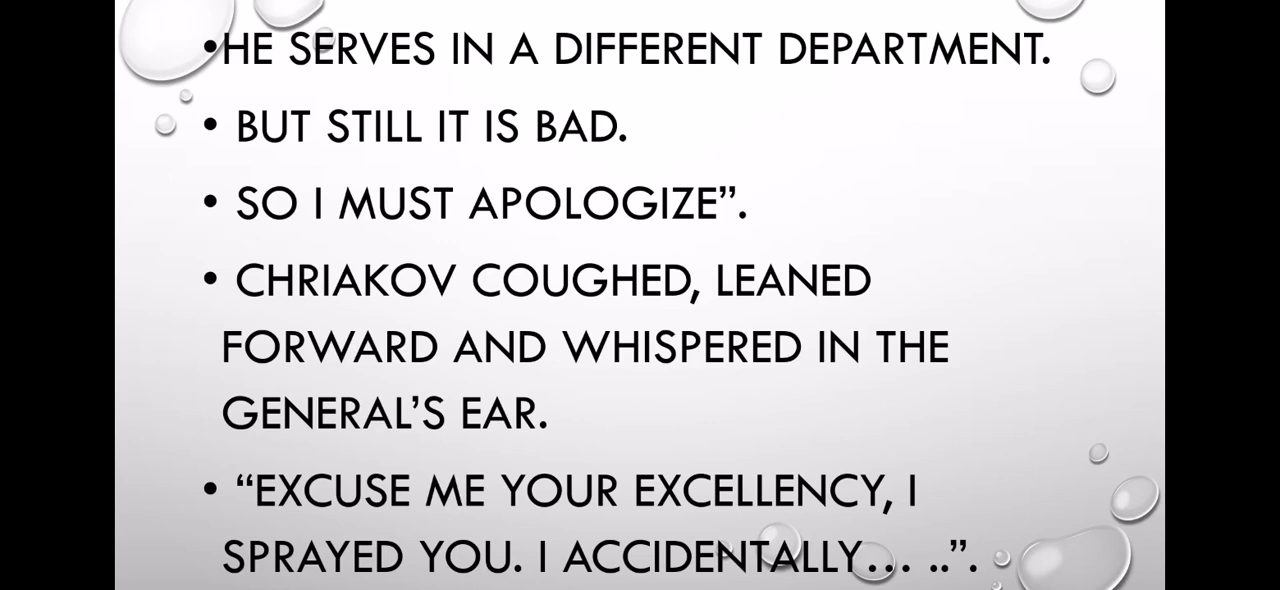 •HE SERVES IN A DIFFERENT DEPARTMENT.
• BUT STILL IT IS BAD.
• SO I MUST APOLOGIZE”.
• CHRIAKOV COUGHED, LEANED
FORWARD AND WHISPERED IN THE
GENERAL’S EAR.
• “EXCUSE ME YOUR EXCELLENCY, I
SPRAYED YOU. I ACCIDENTALLY… ..”.